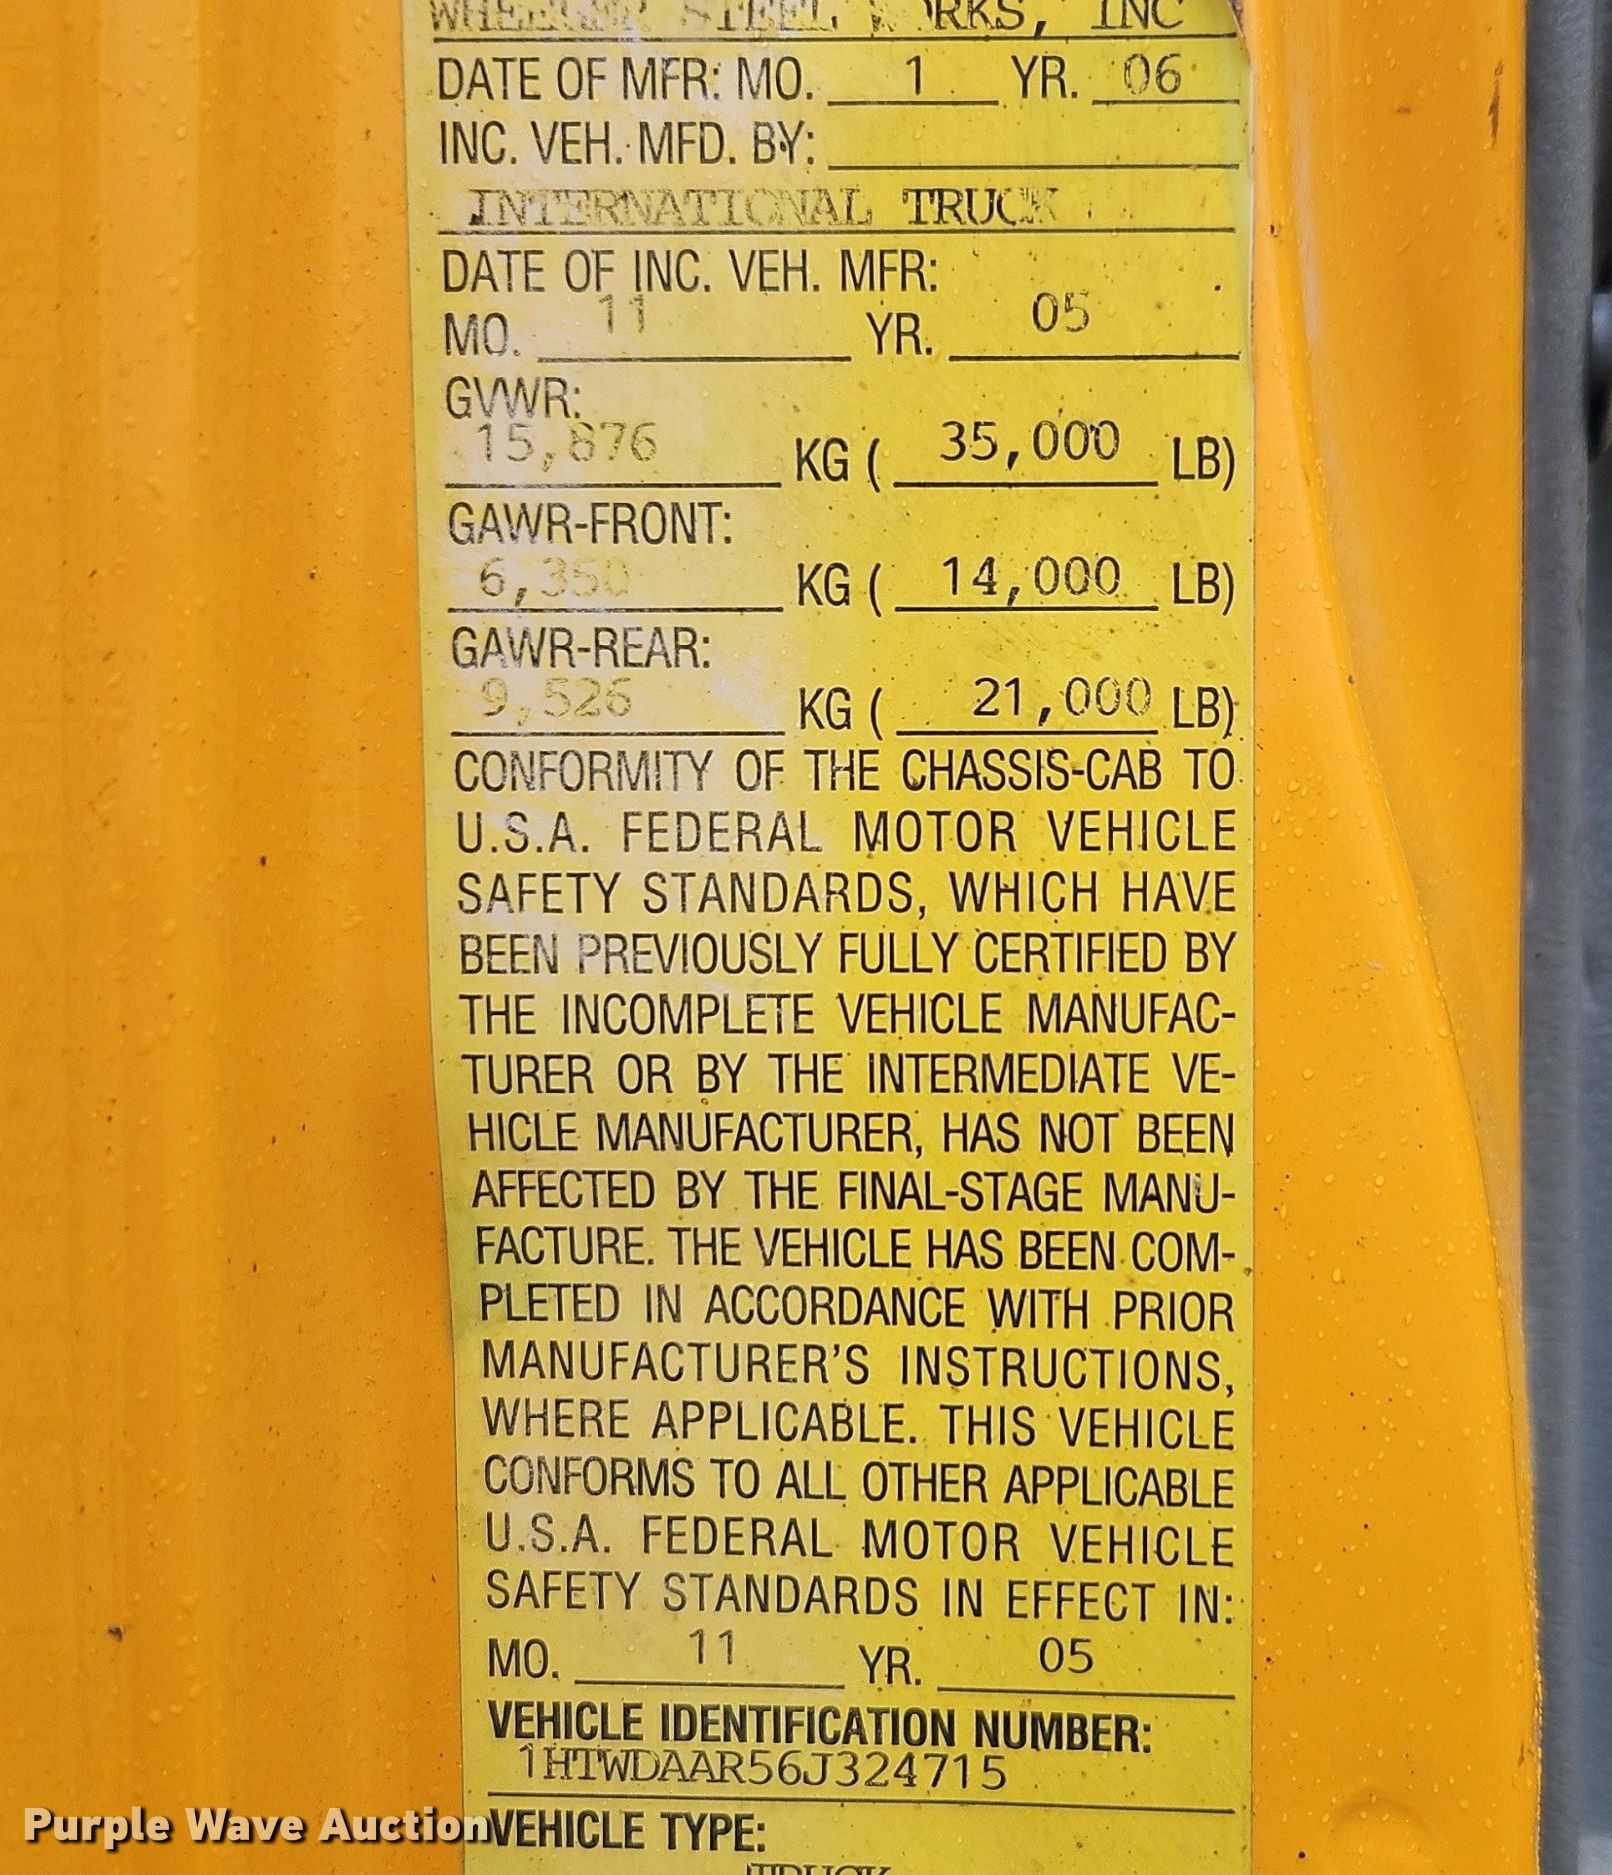 STEEL WORKS, INC
DATE OF MFR: MO. 1 YR. 06
INC. VEH. MFD. BY:
INTERNATIONAL TRUCK
DATE OF INC. VEH. MFR:
MO. 11 YR. 05
GVWR:
15,876 KG ( 35,000 LB)
GAWR-FRONT:
6,350 KG ( 14,000 LB)
GAWR-REAR:
9,526 KG ( 21,000 LB)
CONFORMITY OF THE CHASSIS-CAB TO
U.S.A. FEDERAL MOTOR VEHICLE
SAFETY STANDARDS, WHICH HAVE
BEEN PREVIOUSLY FULLY CERTIFIED BY
THE INCOMPLETE VEHICLE MANUFAC-
TURER OR BY THE INTERMEDIATE VE-
HICLE MANUFACTURER, HAS NOT BEEN
AFFECTED BY THE FINAL-STAGE MANU-
FACTURE. THE VEHICLE HAS BEEN COM-
PLETED IN ACCORDANCE WITH PRIOR
MANUFACTURER'S INSTRUCTIONS,
WHERE APPLICABLE. THIS VEHICLE
CONFORMS TO ALL OTHER APPLICABLE
U.S.A. FEDERAL MOTOR VEHICLE
SAFETY STANDARDS IN EFFECT IN:
MO. 11 YR. 05
VEHICLE IDENTIFICATION NUMBER:
1HTWDAAR56J324715
VEHICLE TYPE:
TRUCK
Purple Wave Auction